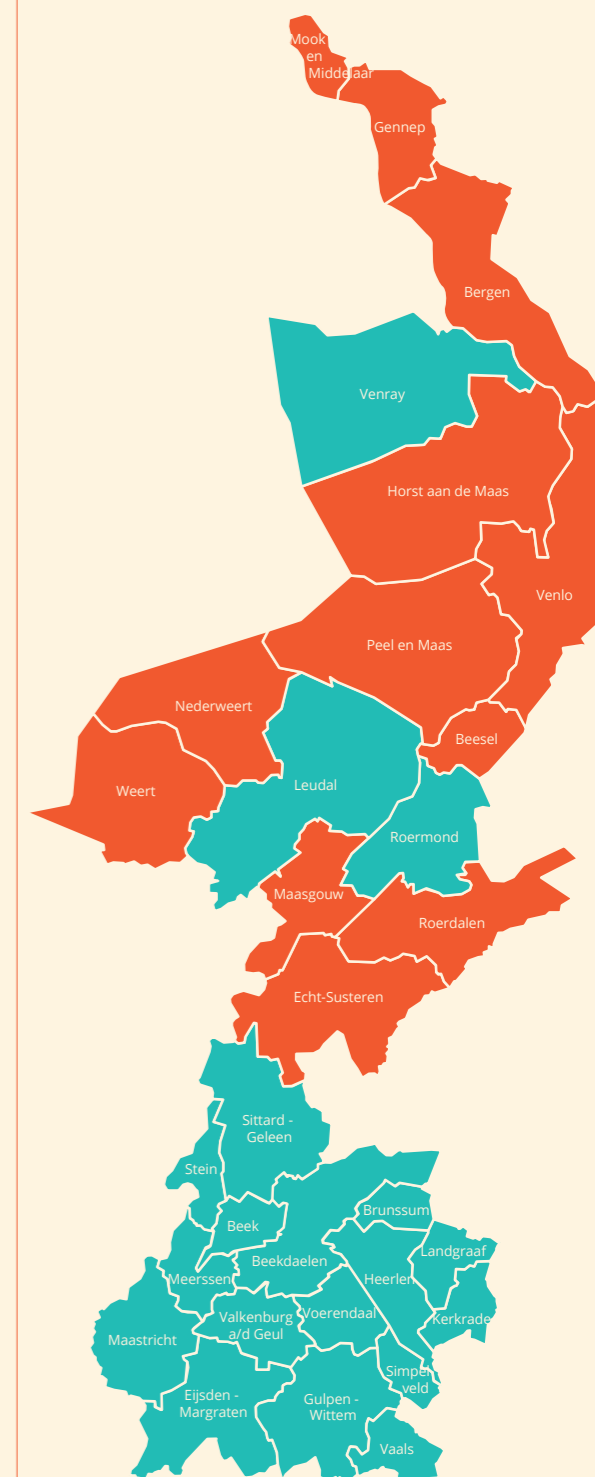 Mook
en
Middelaar
Gennep
Bergen
Venray
Horst aan de Maas
Venlo
Peel en Maas
Nederweert
Beesel
Leudal
Weert
Roermond
Maasgouw
Roerdalen
Echt-Susteren
Sittard -
Geleen
Stein
Brunssum
Beek
Landgraaf
Beekdaelen
Meerssen
Heerlen
Voerendaal
Valkenburg
a/d Geul
Kerkrade
Maastricht
Simpel
veld
Eijsden -
Margraten
Gulpen -
Wittem
Vaals